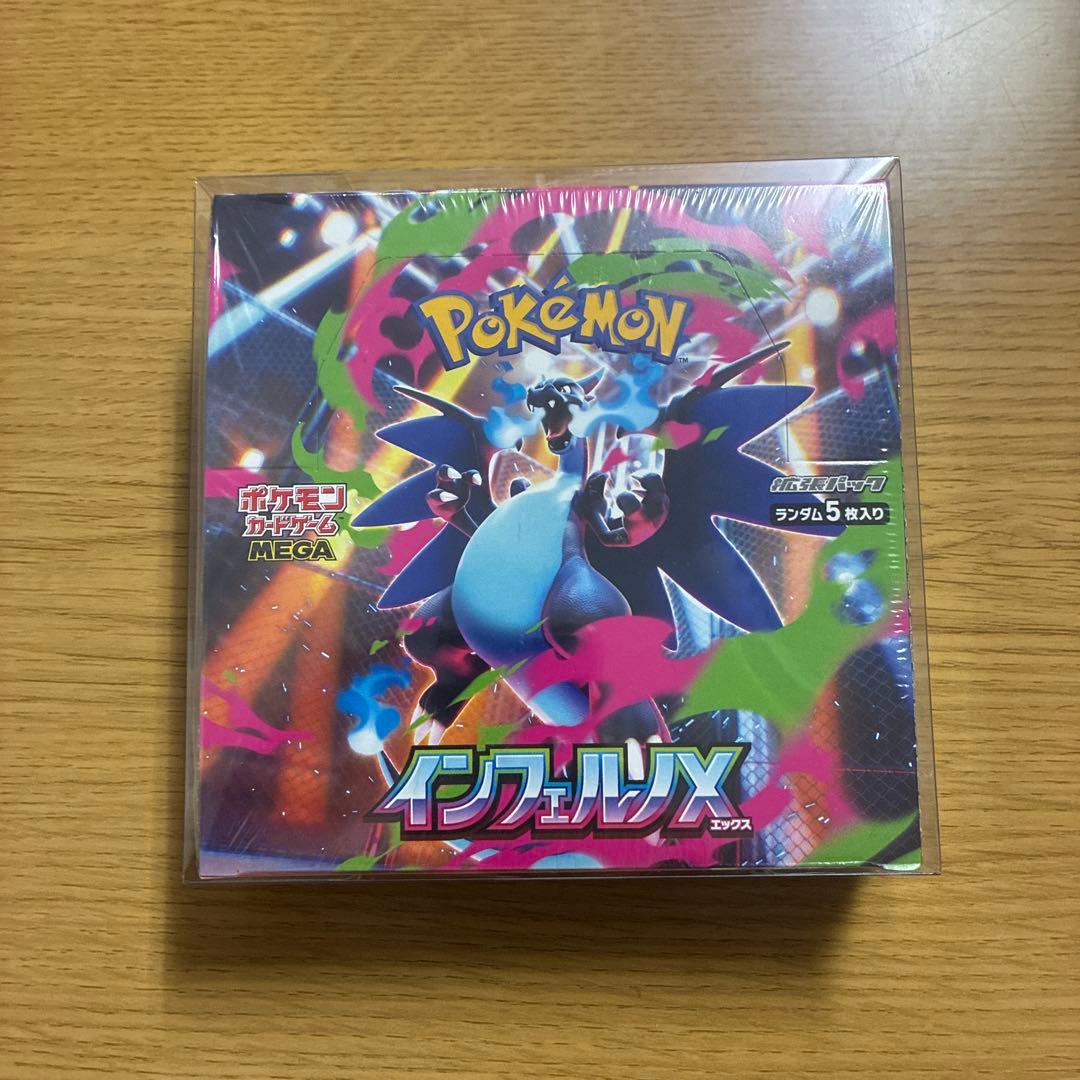 POKéMON
TM
ポケモン
カードゲーム
MEGA
拡張パック
ランダム5枚入り
インフェルノX
エックス